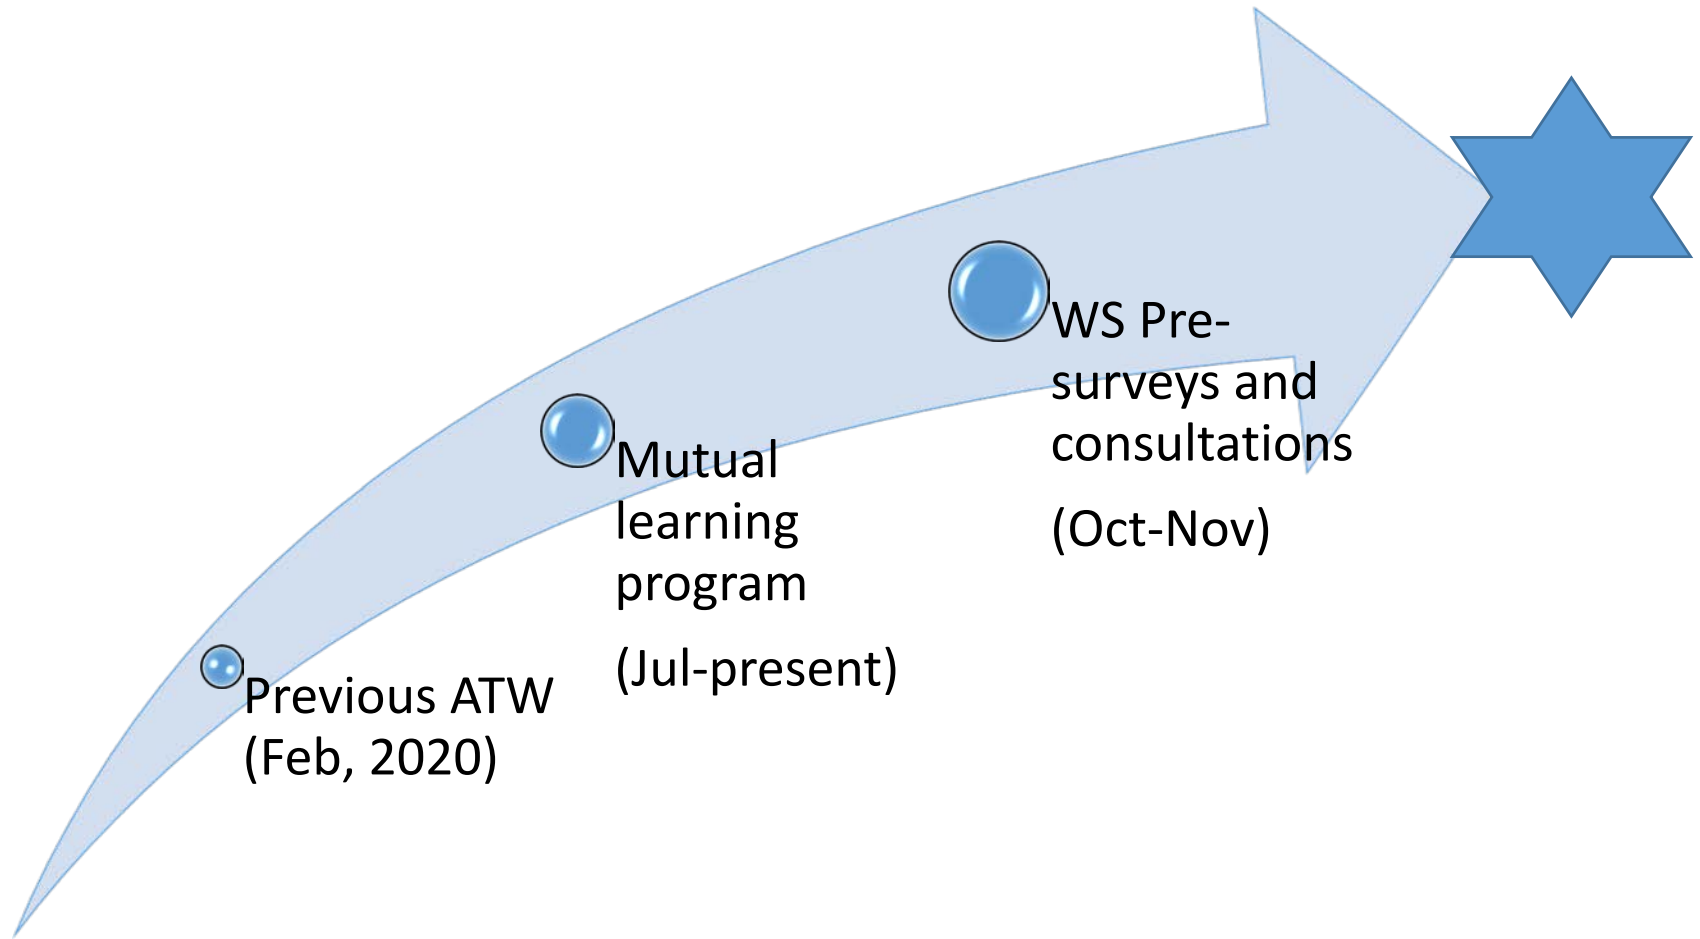 Previous ATW
(Feb, 2020)
Mutual
learning
program
(Jul-present)
WS Pre-
surveys and
consultations
(Oct-Nov)